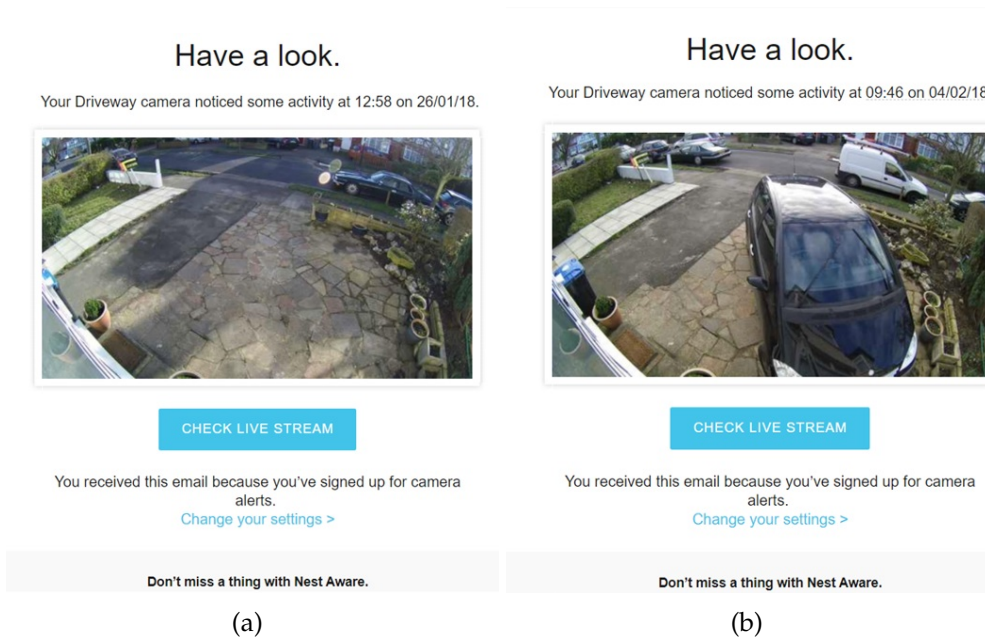 Have a look.
Your Driveway camera noticed some activity at 12:58 on 26/01/18.
CHECK LIVE STREAM
You received this email because you've signed up for camera
alerts.
Change your settings >
Don't miss a thing with Nest Aware.
(a)
Have a look.
Your Driveway camera noticed some activity at 09:46 on 04/02/18
CHECK LIVE STREAM
You received this email because you've signed up for camera
alerts.
Change your settings >
Don't miss a thing with Nest Aware.
(b)